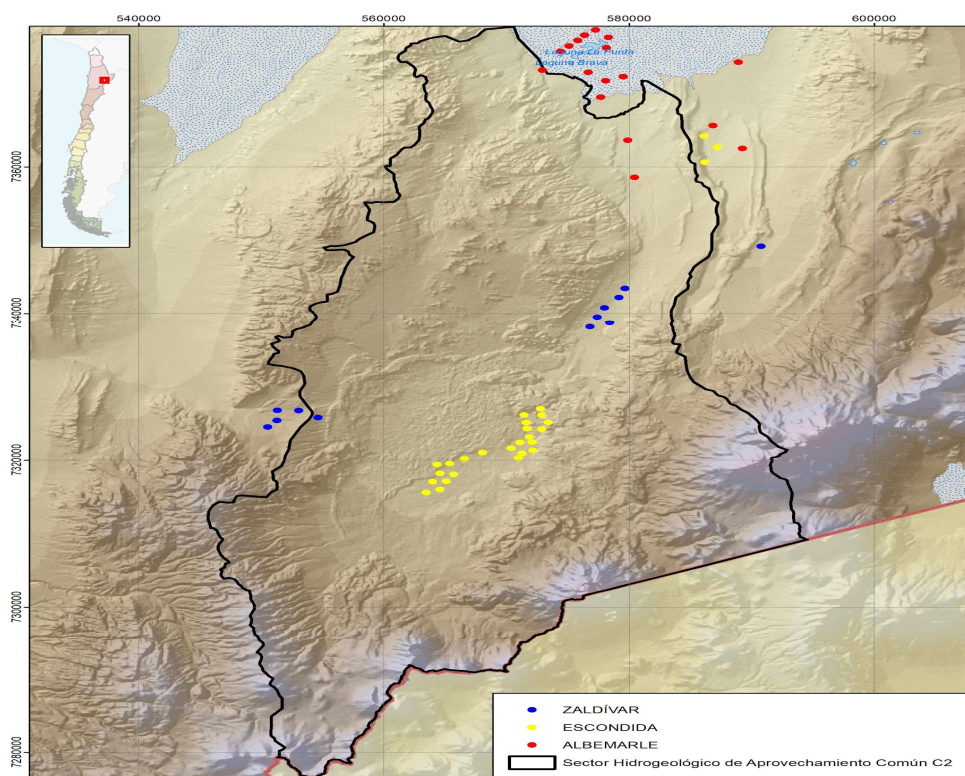 540000 560000 580000 600000
Laguna La Punta
Laguna Brava
7360000
7340000
7320000
7300000
7280000
ZALDÍVAR
ESCONDIDA
ALBEMARLE
Sector Hidrogeológico de Aprovechamiento Común C2